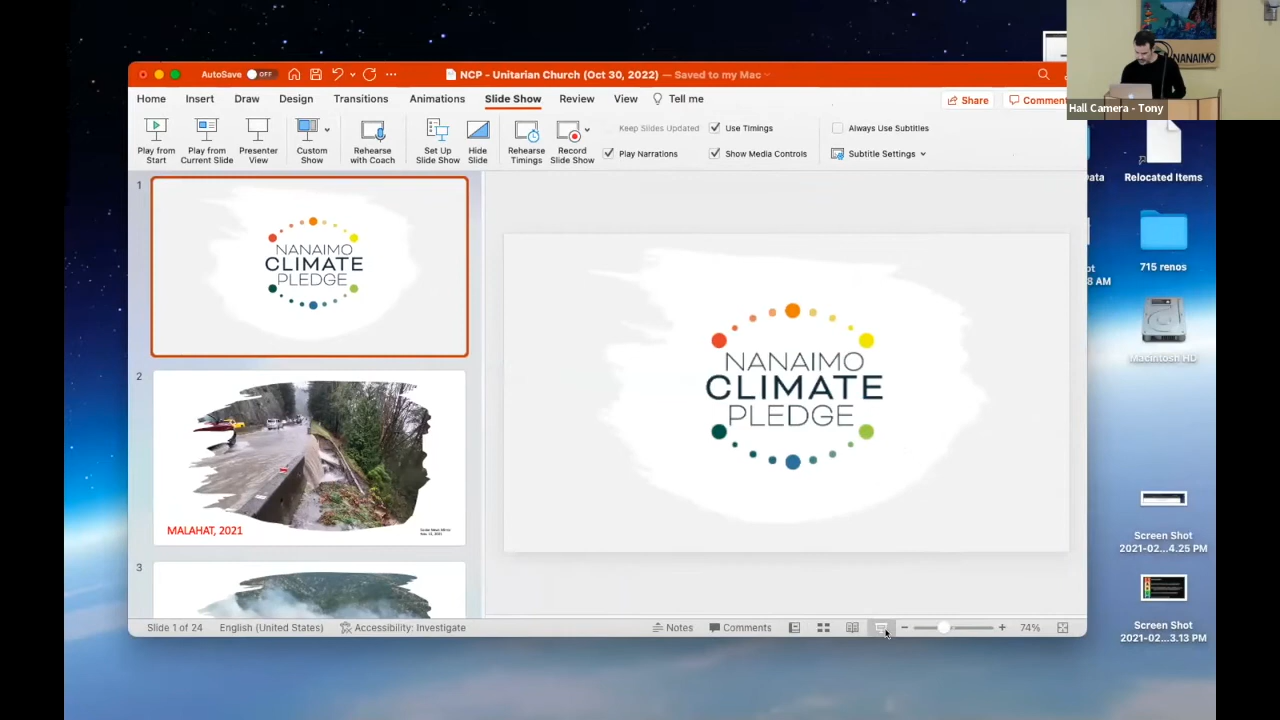 AutoSave OFF
NCP - Unitarian Church (Oct 30, 2022) — Saved to my Mac
NANAIMO
Hall Camera - Tony
Home Insert Draw Design Transitions Animations Slide Show Review View Tell me
Share
Comment
Play from Start
Play from Current Slide
Presenter View
Custom Show
Rehearse with Coach
Set Up Slide Show
Hide Slide
Rehearse Timings
Record Slide Show
Keep Slides Updated
Use Timings
Play Narrations
Show Media Controls
Always Use Subtitles
Subtitle Settings
1
NANAIMO
CLIMATE
PLEDGE
2
MALAHAT, 2021
3
NANAIMO
CLIMATE
PLEDGE
Relocated Items
715 renos
8 AM
Macintosh HD
Screen Shot
2021-02...4.25 PM
Screen Shot
2021-02...3.13 PM
Slide 1 of 24 English (United States) Accessibility: Investigate Notes Comments 74%